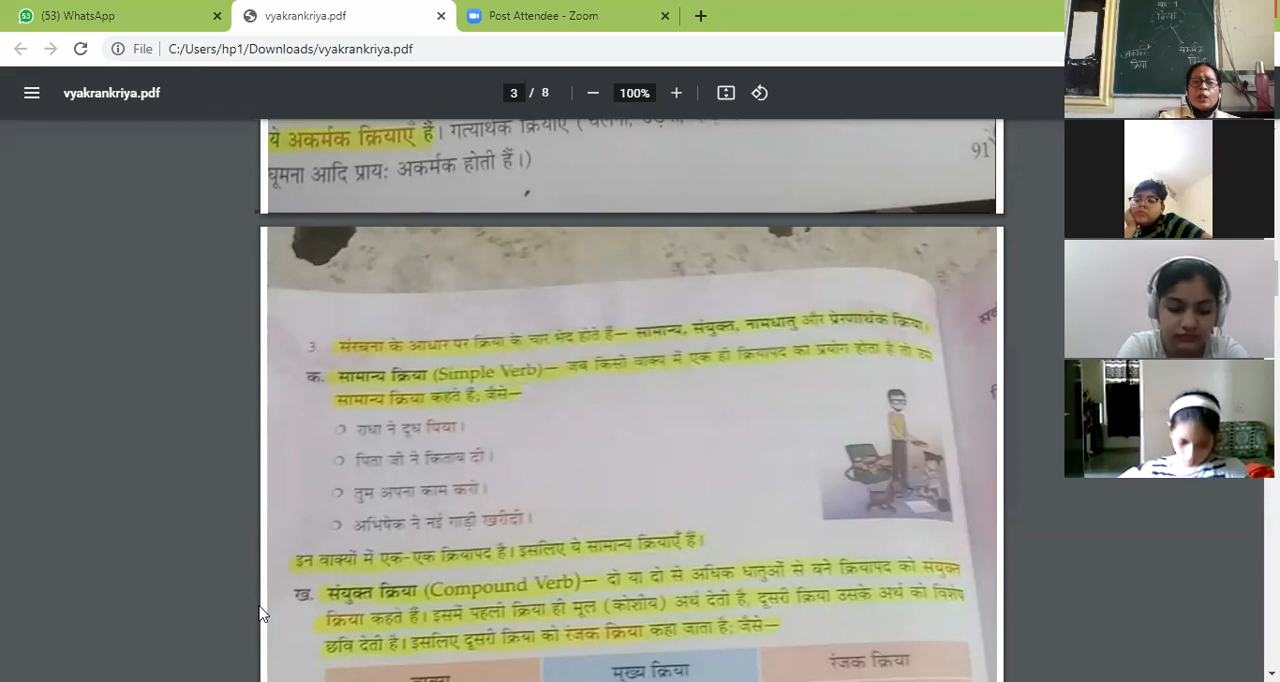 (53) WhatsApp
vyakrankriya.pdf
Post Attendee - Zoom
File
C:/Users/hp1/Downloads/vyakrankriya.pdf
vyakrankriya.pdf
3 / 8
100%
ये अकर्मक क्रियाएँ हैं। गत्यार्थक क्रियाएँ (चलना,
घूमना आदि प्रायः अकर्मक होती हैं।)
91
3. संरचना के आधार पर क्रिया के चार भेद होते हैं— सामान्य, संयुक्त, नामधातु और प्रेरणार्थक क्रिया।
क. सामान्य क्रिया (Simple Verb)— जब किसी वाक्य में एक ही क्रियापद का प्रयोग होता है तो उसे
सामान्य क्रिया कहते हैं; जैसे—
राधा ने दूध पिया।
पिता जी ने किताब दी।
तुम अपना काम करो।
अभिषेक ने नई गाड़ी खरीदी।
इन वाक्यों में एक-एक क्रियापद है। इसलिए ये सामान्य क्रियाएँ हैं।
ख. संयुक्त क्रिया (Compound Verb)— दो या दो से अधिक धातुओं से बने क्रियापद को संयुक्त
क्रिया कहते हैं। इसमें पहली क्रिया ही मूल (कोशीय) अर्थ देती है, दूसरी क्रिया उसके अर्थ को विशेष
छवि देती है। इसलिए दूसरी क्रिया को रंजक क्रिया कहा जाता है; जैसे—
वाक्य
मुख्य क्रिया
रंजक क्रिया
क्रिया